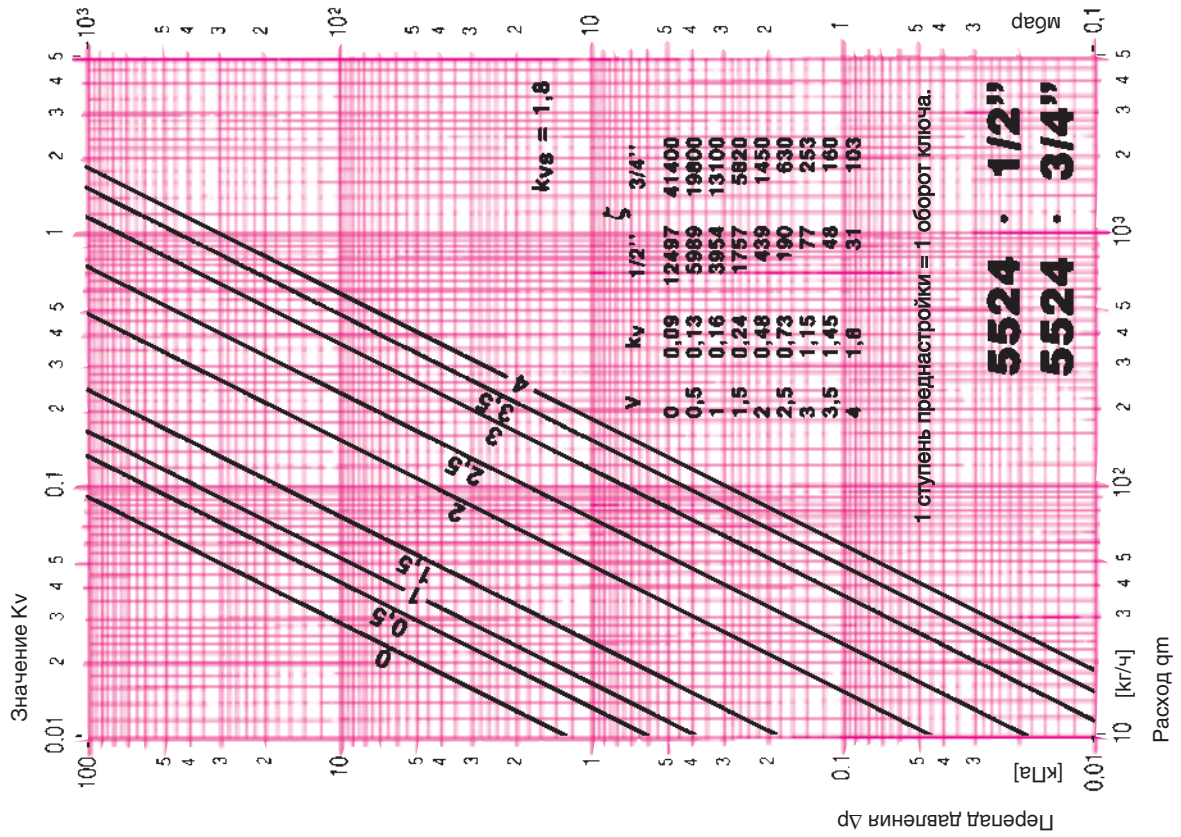 Значение Kv
0.01 2 3 4 5 0.1 2 3 4 5 1 2 3 4 5
100
5
3
2
10
5
4
3
2
1
5
4
3
2
0.1
5
4
3
0,01
[кПа]
Перепад давления Δp
10³
5
4
3
2
10²
5
4
3
2
10
5
4
3
2
1
5
4
3
2
0,1
мбар
0
0,5
1
1,5
2
2,5
3
3,5
4
kvs = 1,8
ζ
V kv 1/2" 3/4"
0 0,09 12497 41400
0,5 0,13 5989 19800
1 0,16 3954 13100
1,5 0,24 1757 5820
2 0,48 439 1450
2,5 0,73 190 630
3 1,15 77 253
3,5 1,45 48 160
4 1,8 31 103
1 ступень преднастройки = 1 оборот ключа.
5524 · 1/2"
5524 · 3/4"
10 2 3 4 5 10² 2 3 4 5 10³ 2 3 4 5
[кг/ч]
Расход qm